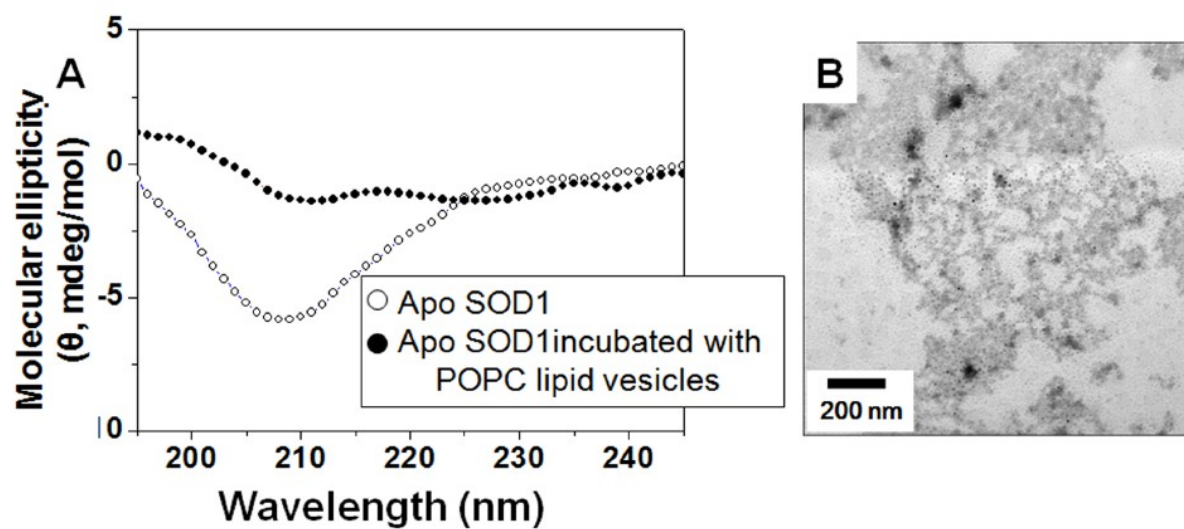 A
B
Molecular ellipticity
(θ, mdeg/mol)
5
0
-5
|0
Apo SOD1
Apo SOD1incubated with
POPC lipid vesicles
200 210 220 230 240
Wavelength (nm)
200 nm